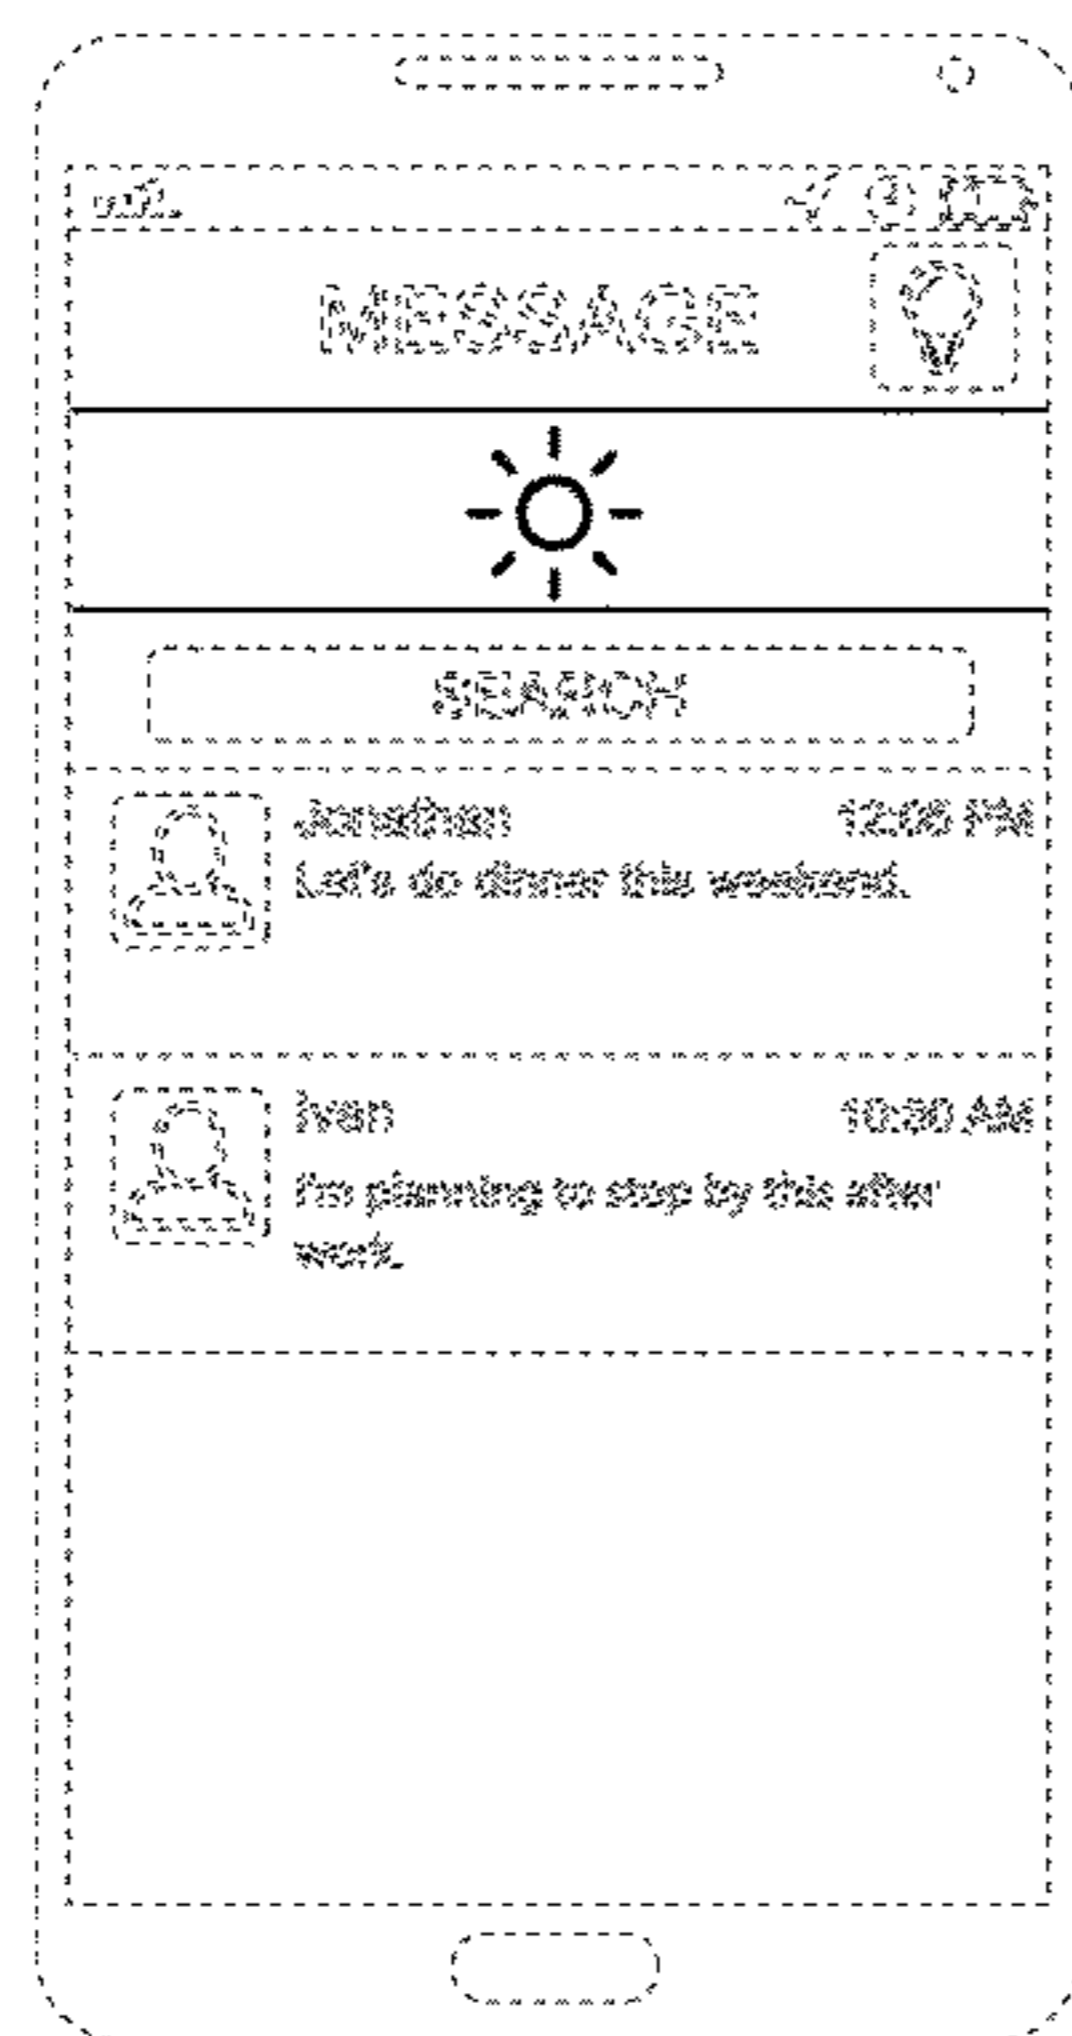 MESSAGE
SEARCH
Jonathan 12:06 PM
Let's do dinner this weekend.
Ivan 10:30 AM
I'm planning to stop by this after
work.